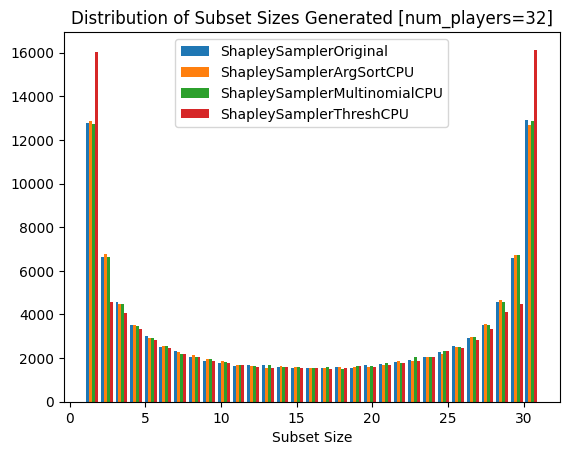 Distribution of Subset Sizes Generated [num_players=32]
ShapleySamplerOriginal
ShapleySamplerArgSortCPU
ShapleySamplerMultinomialCPU
ShapleySamplerThreshCPU
16000
14000
12000
10000
8000
6000
4000
2000
0
0 5 10 15 20 25 30
Subset Size